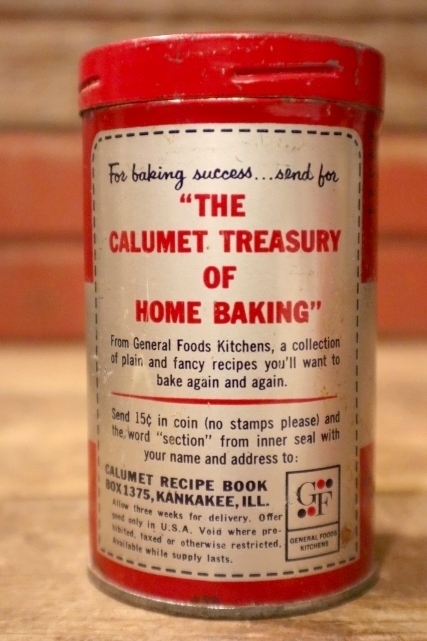 For baking success...send for
"THE
CALUMET TREASURY
OF
HOME BAKING"
From General Foods Kitchens, a collection
of plain and fancy recipes you'll want to
bake again and again.
Send 15¢ in coin (no stamps please) and
the word "section" from inner seal with
your name and address to:
CALUMET RECIPE BOOK
BOX 1375, KANKAKEE, ILL.
Allow three weeks for delivery. Offer
good only in U.S.A. Void where pro-
hibited, taxed or otherwise restricted.
Available while supply lasts.
GF
GENERAL FOODS
KITCHENS